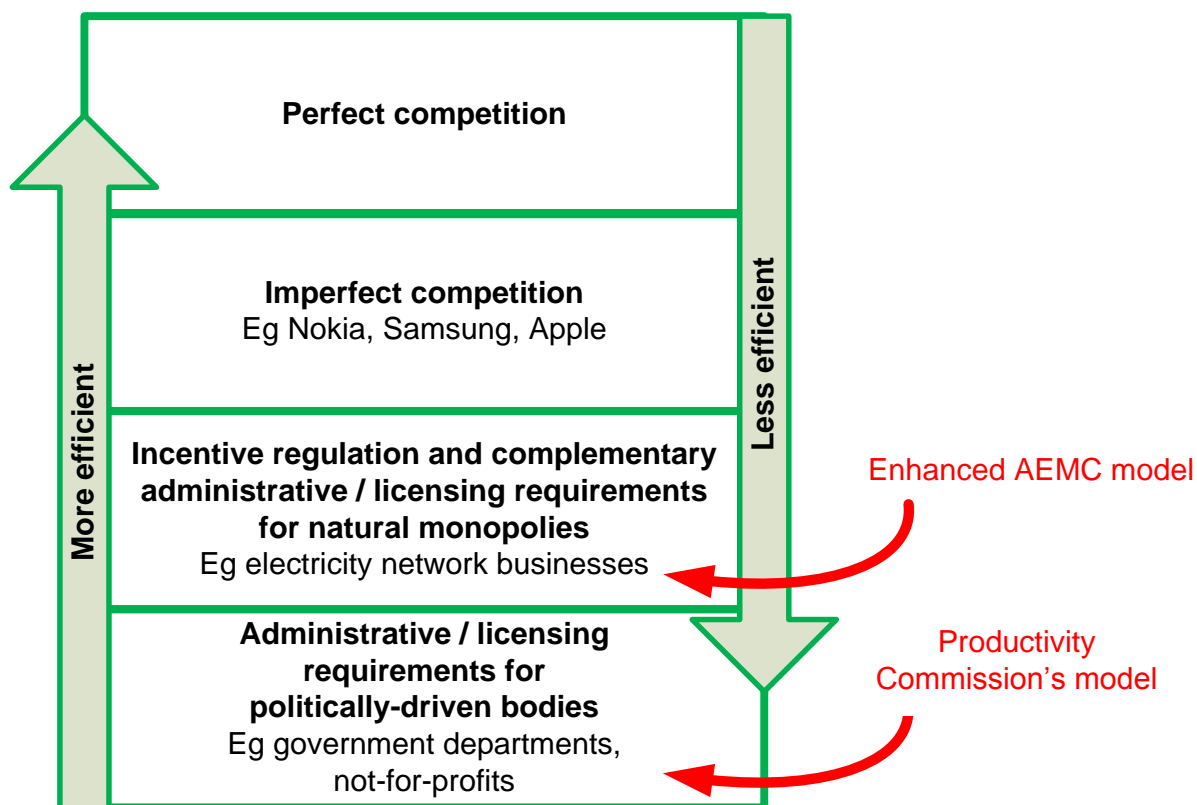 Perfect competition
Imperfect competition
Eg Nokia, Samsung, Apple
Incentive regulation and complementary
administrative / licensing requirements
for natural monopolies
Eg electricity network businesses
Administrative / licensing
requirements for
politically-driven bodies
Eg government departments,
not-for-profits
More efficient
Less efficient
Enhanced AEMC model
Productivity
Commission's model